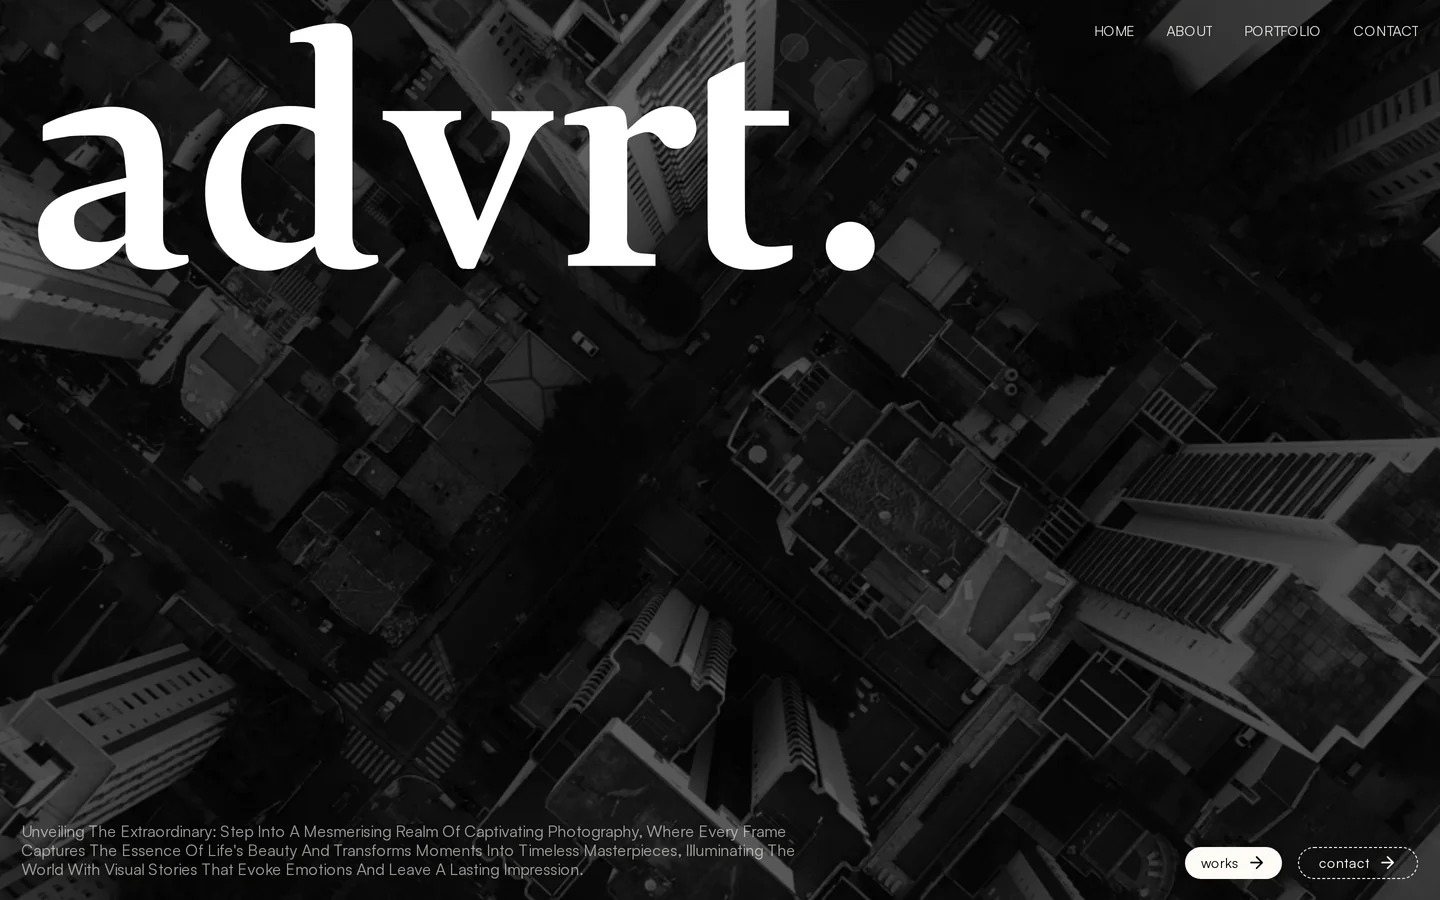 HOME ABOUT PORTFOLIO CONTACT
advrt.
Unveiling The Extraordinary: Step Into A Mesmerising Realm Of Captivating Photography, Where Every Frame
Captures The Essence Of Life's Beauty And Transforms Moments Into Timeless Masterpieces, Illuminating The
World With Visual Stories That Evoke Emotions And Leave A Lasting Impression.
works → contact →